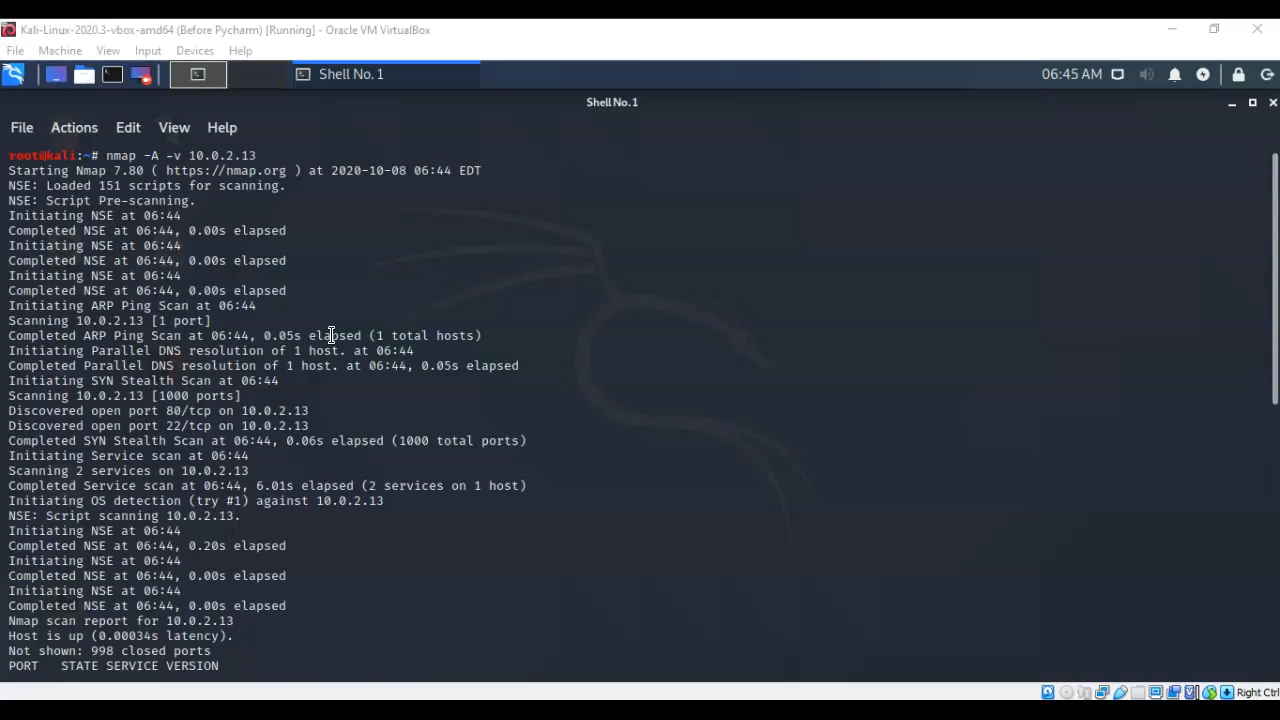 Kali-Linux-2020.3-vbox-amd64 (Before Pycharm) [Running] - Oracle VM VirtualBox
File Machine View Input Devices Help
Shell No. 1
06:45 AM
Shell No. 1
File Actions Edit View Help
root@kali:~# nmap -A -v 10.0.2.13
Starting Nmap 7.80 ( https://nmap.org ) at 2020-10-08 06:44 EDT
NSE: Loaded 151 scripts for scanning.
NSE: Script Pre-scanning.
Initiating NSE at 06:44
Completed NSE at 06:44, 0.00s elapsed
Initiating NSE at 06:44
Completed NSE at 06:44, 0.00s elapsed
Initiating NSE at 06:44
Completed NSE at 06:44, 0.00s elapsed
Initiating ARP Ping Scan at 06:44
Scanning 10.0.2.13 [1 port]
Completed ARP Ping Scan at 06:44, 0.05s elapsed (1 total hosts)
Initiating Parallel DNS resolution of 1 host. at 06:44
Completed Parallel DNS resolution of 1 host. at 06:44, 0.05s elapsed
Initiating SYN Stealth Scan at 06:44
Scanning 10.0.2.13 [1000 ports]
Discovered open port 80/tcp on 10.0.2.13
Discovered open port 22/tcp on 10.0.2.13
Completed SYN Stealth Scan at 06:44, 0.06s elapsed (1000 total ports)
Initiating Service scan at 06:44
Scanning 2 services on 10.0.2.13
Completed Service scan at 06:44, 6.01s elapsed (2 services on 1 host)
Initiating OS detection (try #1) against 10.0.2.13
NSE: Script scanning 10.0.2.13.
Initiating NSE at 06:44
Completed NSE at 06:44, 0.20s elapsed
Initiating NSE at 06:44
Completed NSE at 06:44, 0.00s elapsed
Initiating NSE at 06:44
Completed NSE at 06:44, 0.00s elapsed
Nmap scan report for 10.0.2.13
Host is up (0.00034s latency).
Not shown: 998 closed ports
PORT   STATE SERVICE VERSION
Right Ctrl